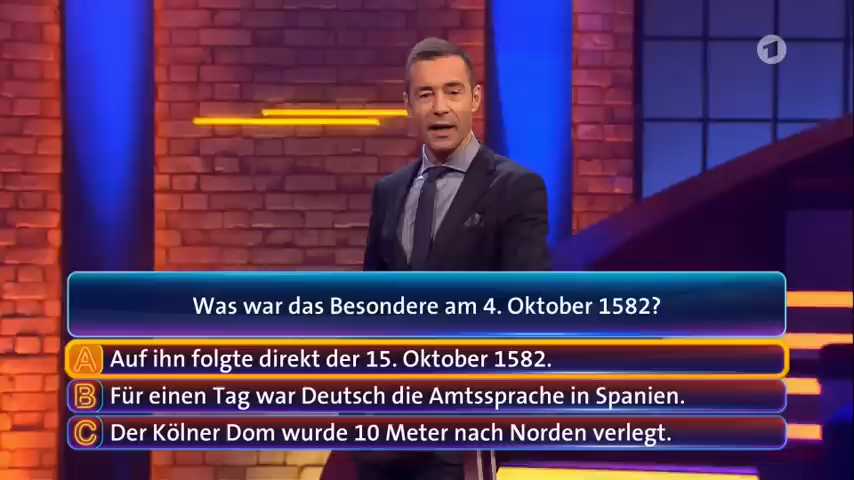 1
Was war das Besondere am 4. Oktober 1582?
A Auf ihn folgte direkt der 15. Oktober 1582.
B Für einen Tag war Deutsch die Amtssprache in Spanien.
C Der Kölner Dom wurde 10 Meter nach Norden verlegt.